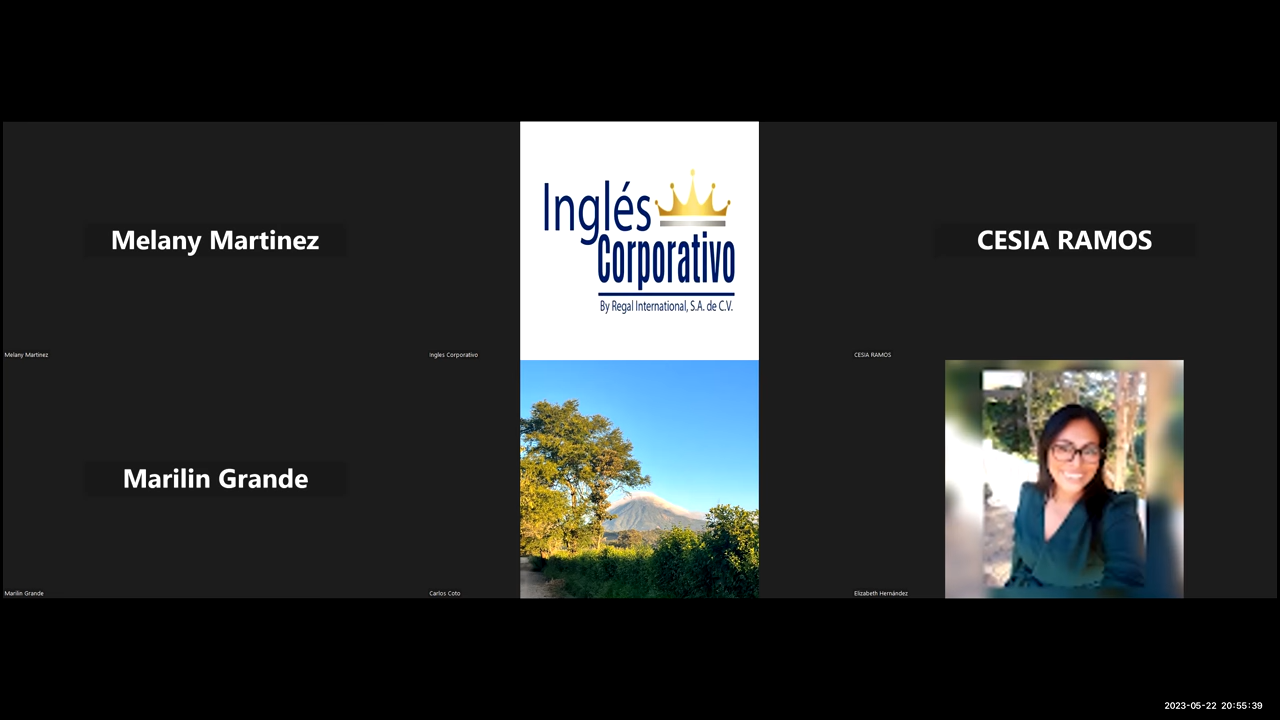 Melany Martinez
Inglés
Corporativo
By Regal International, S.A. de C.V.
CESIA RAMOS
Melany Martinez
Ingles Corporativo
CESIA RAMOS
Marilin Grande
Marilin Grande
Carlos Coto
Elizabeth Hernández
2023-05-22 20:55:39